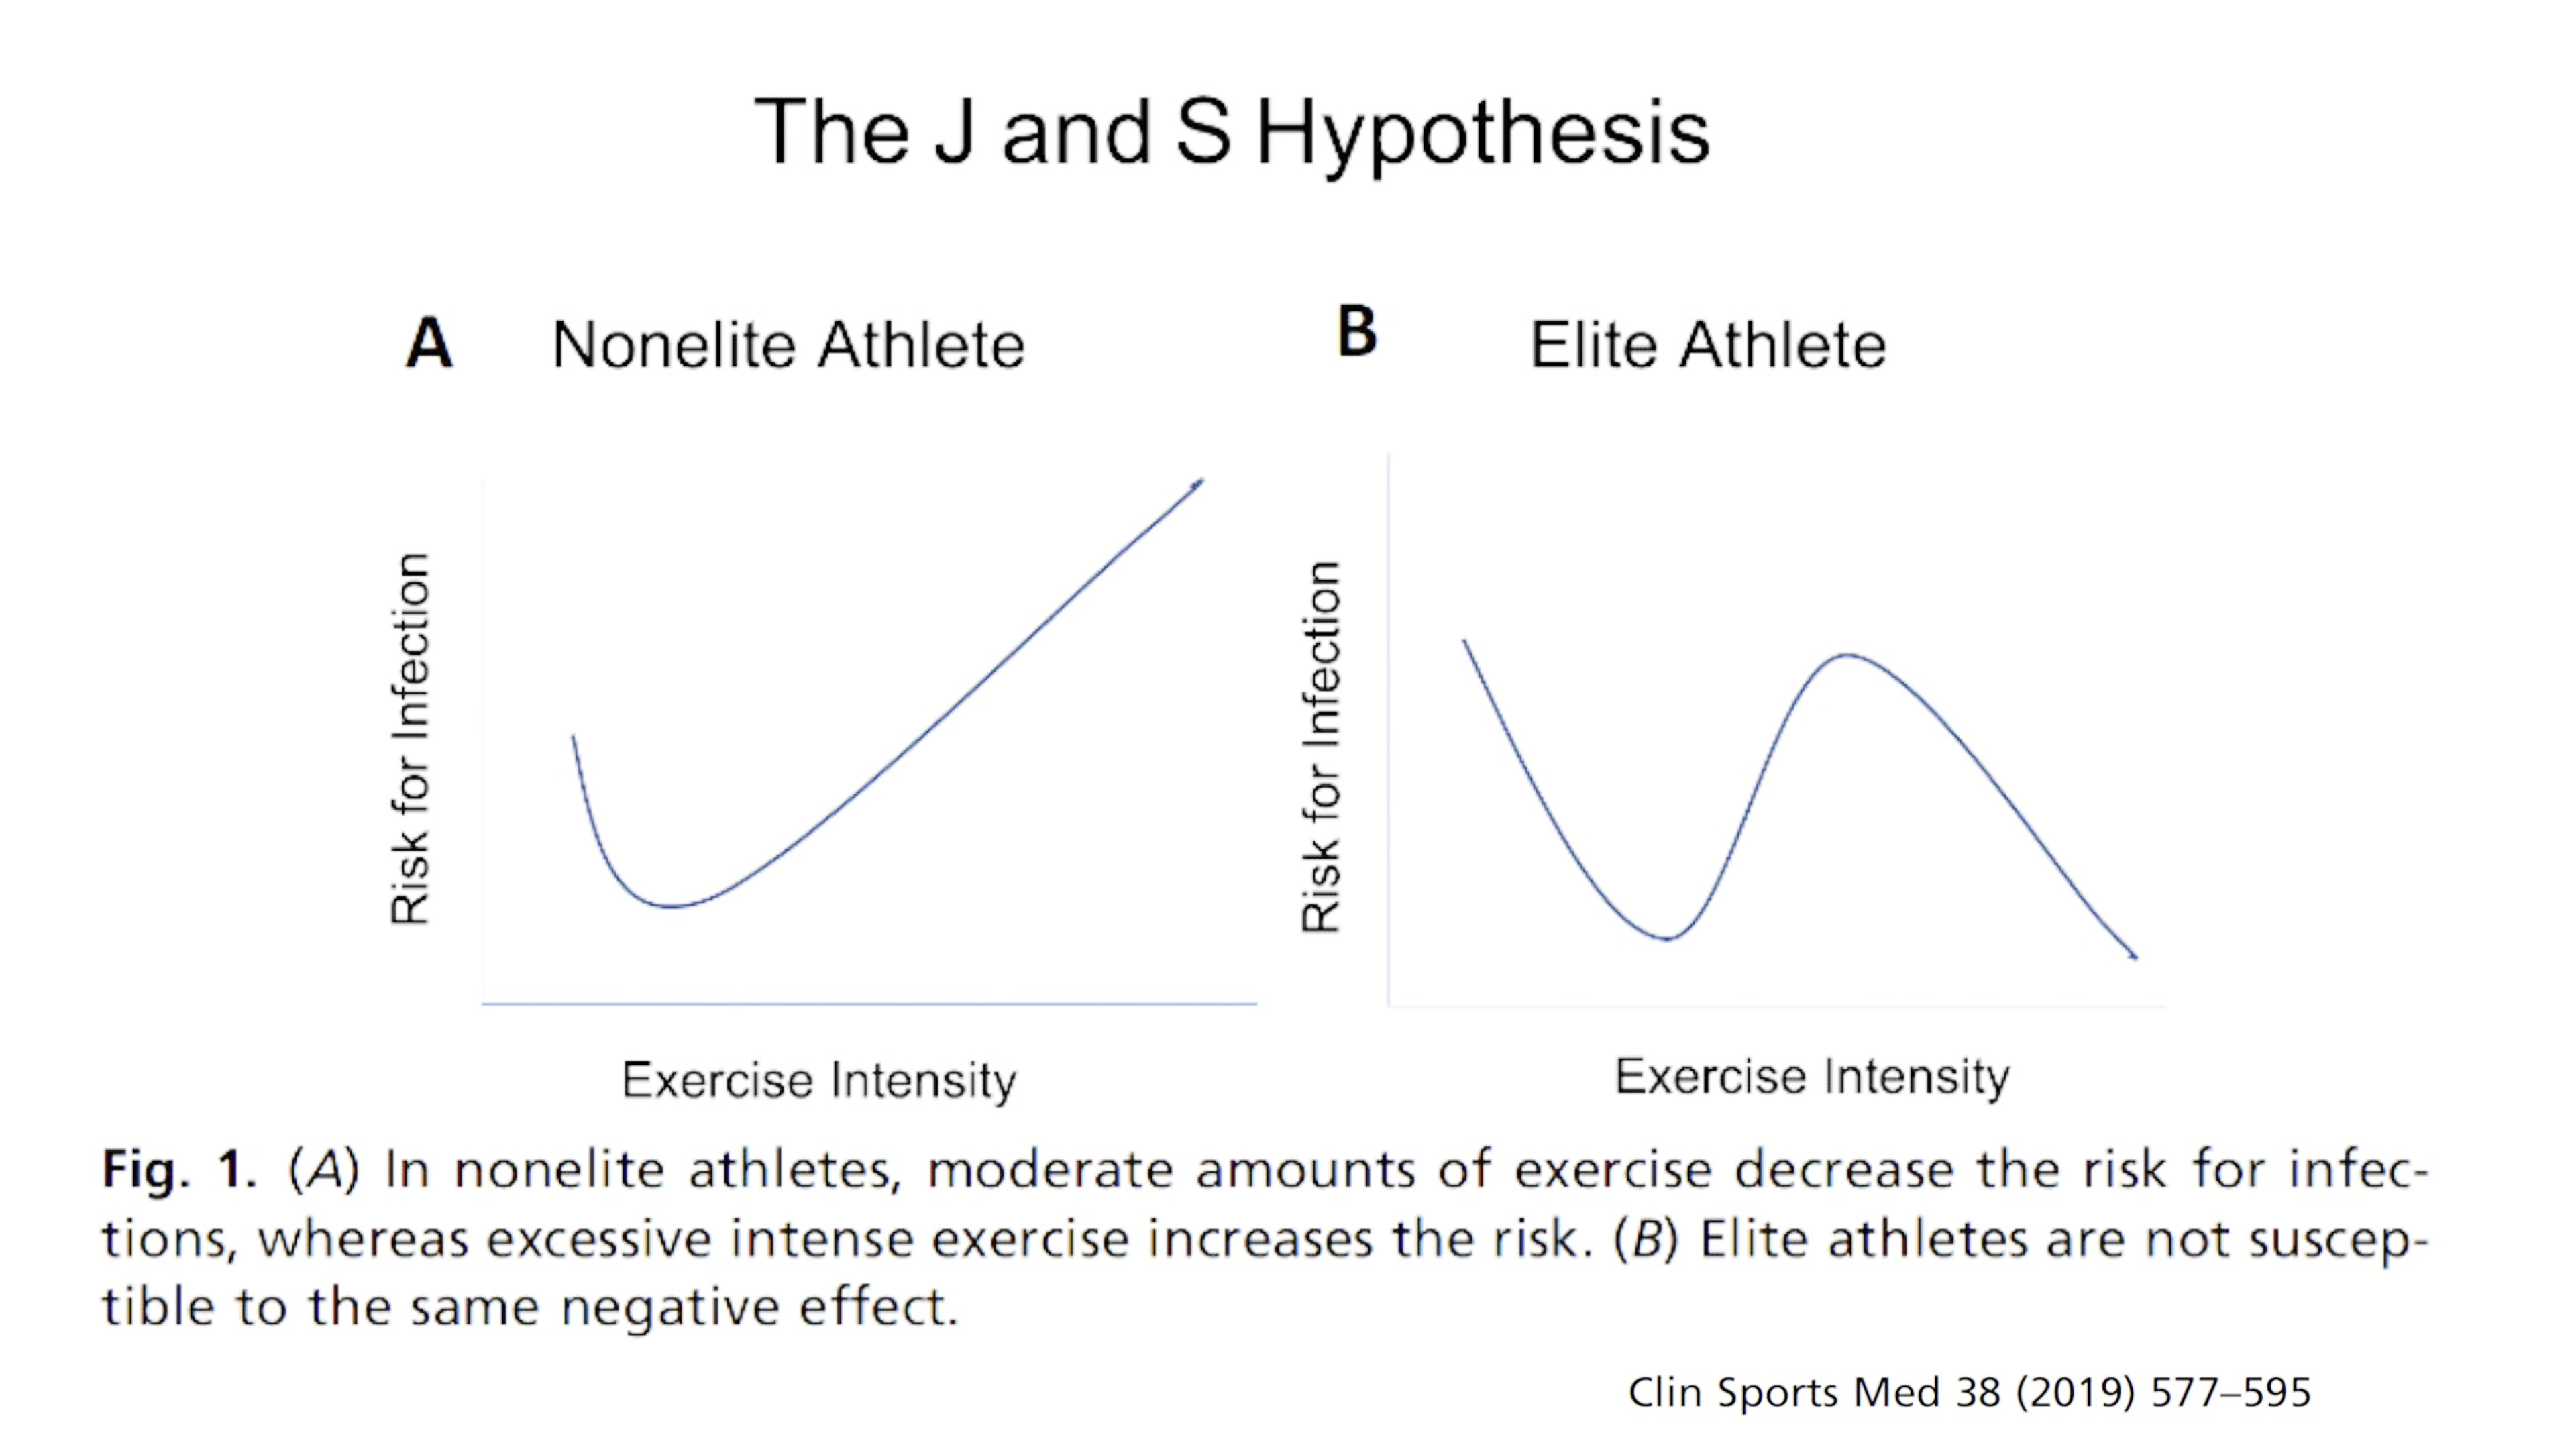 The J and S Hypothesis
A Nonelite Athlete
Risk for Infection
Exercise Intensity
B Elite Athlete
Risk for Infection
Exercise Intensity
Fig. 1. (A) In nonelite athletes, moderate amounts of exercise decrease the risk for infec-
tions, whereas excessive intense exercise increases the risk. (B) Elite athletes are not suscep-
tible to the same negative effect.
Clin Sports Med 38 (2019) 577–595